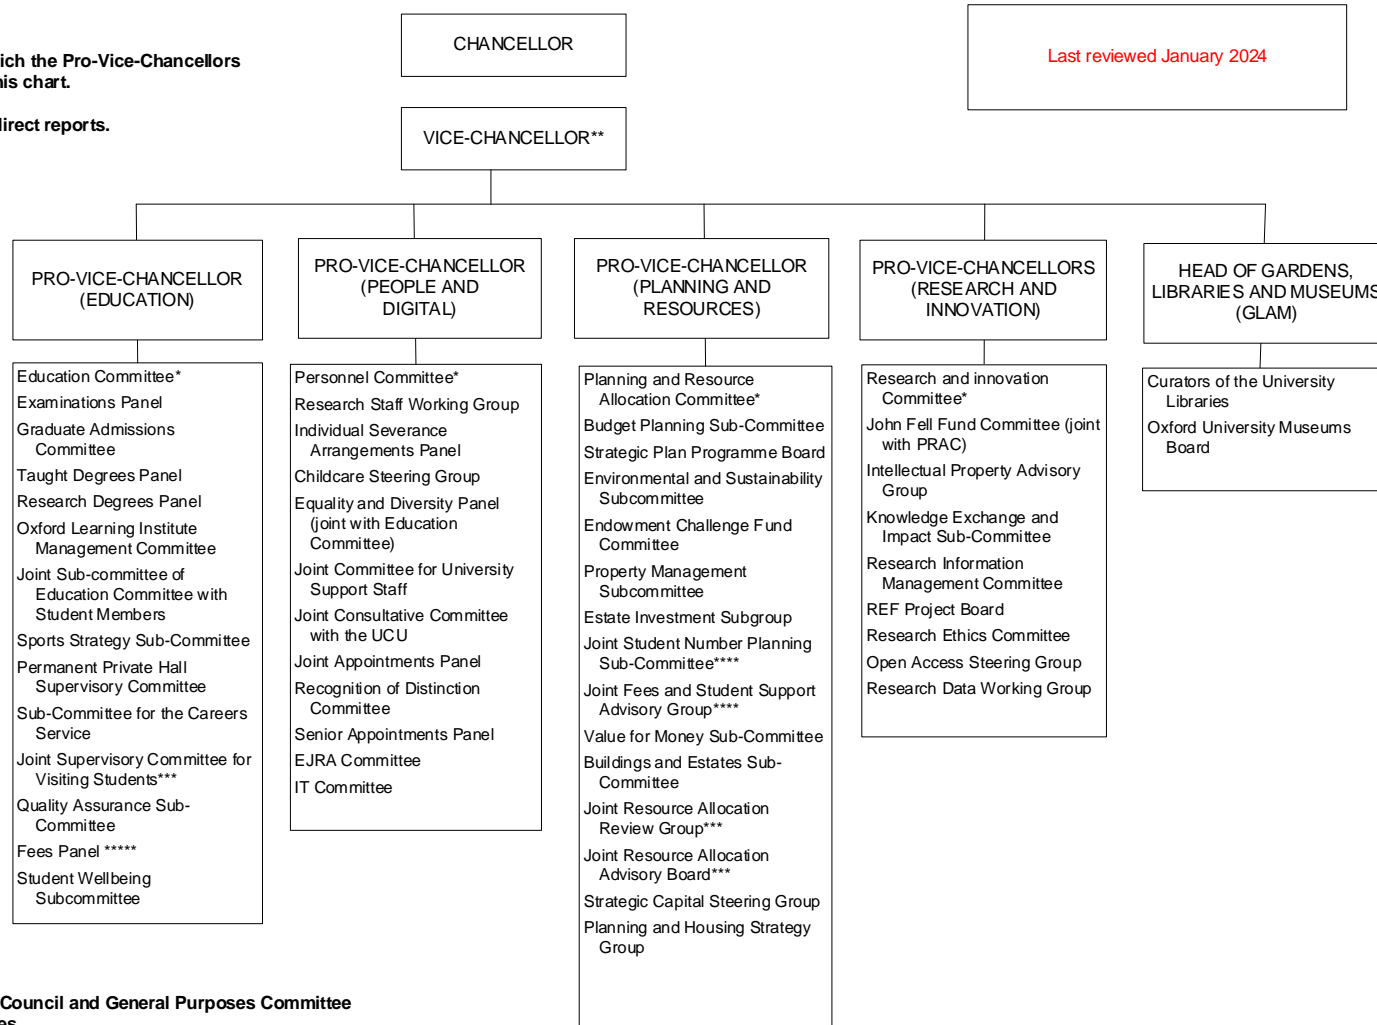 ich the Pro-Vice-Chancellors
his chart.
direct reports.
CHANCELLOR
Last reviewed January 2024
VICE-CHANCELLOR**
PRO-VICE-CHANCELLOR
(EDUCATION)
Education Committee*
Examinations Panel
Graduate Admissions
Committee
Taught Degrees Panel
Research Degrees Panel
Oxford Learning Institute
Management Committee
Joint Sub-committee of
Education Committee with
Student Members
Sports Strategy Sub-Committee
Permanent Private Hall
Supervisory Committee
Sub-Committee for the Careers
Service
Joint Supervisory Committee for
Visiting Students***
Quality Assurance Sub-
Committee
Fees Panel *****
Student Wellbeing
Subcommittee
PRO-VICE-CHANCELLOR
(PEOPLE AND
DIGITAL)
Personnel Committee*
Research Staff Working Group
Individual Severance
Arrangements Panel
Childcare Steering Group
Equality and Diversity Panel
(joint with Education
Committee)
Joint Committee for University
Support Staff
Joint Consultative Committee
with the UCU
Joint Appointments Panel
Recognition of Distinction
Committee
Senior Appointments Panel
EJRA Committee
IT Committee
PRO-VICE-CHANCELLOR
(PLANNING AND
RESOURCES)
Planning and Resource
Allocation Committee*
Budget Planning Sub-Committee
Strategic Plan Programme Board
Environmental and Sustainability
Subcommittee
Endowment Challenge Fund
Committee
Property Management
Subcommittee
Estate Investment Subgroup
Joint Student Number Planning
Sub-Committee****
Joint Fees and Student Support
Advisory Group****
Value for Money Sub-Committee
Buildings and Estates Sub-
Committee
Joint Resource Allocation
Review Group***
Joint Resource Allocation
Advisory Board***
Strategic Capital Steering Group
Planning and Housing Strategy
Group
PRO-VICE-CHANCELLORS
(RESEARCH AND
INNOVATION)
Research and innovation
Committee*
John Fell Fund Committee (joint
with PRAC)
Intellectual Property Advisory
Group
Knowledge Exchange and
Impact Sub-Committee
Research Information
Management Committee
REF Project Board
Research Ethics Committee
Open Access Steering Group
Research Data Working Group
HEAD OF GARDENS,
LIBRARIES AND MUSEUMS
(GLAM)
Curators of the University
Libraries
Oxford University Museums
Board
Council and General Purposes Committee
es